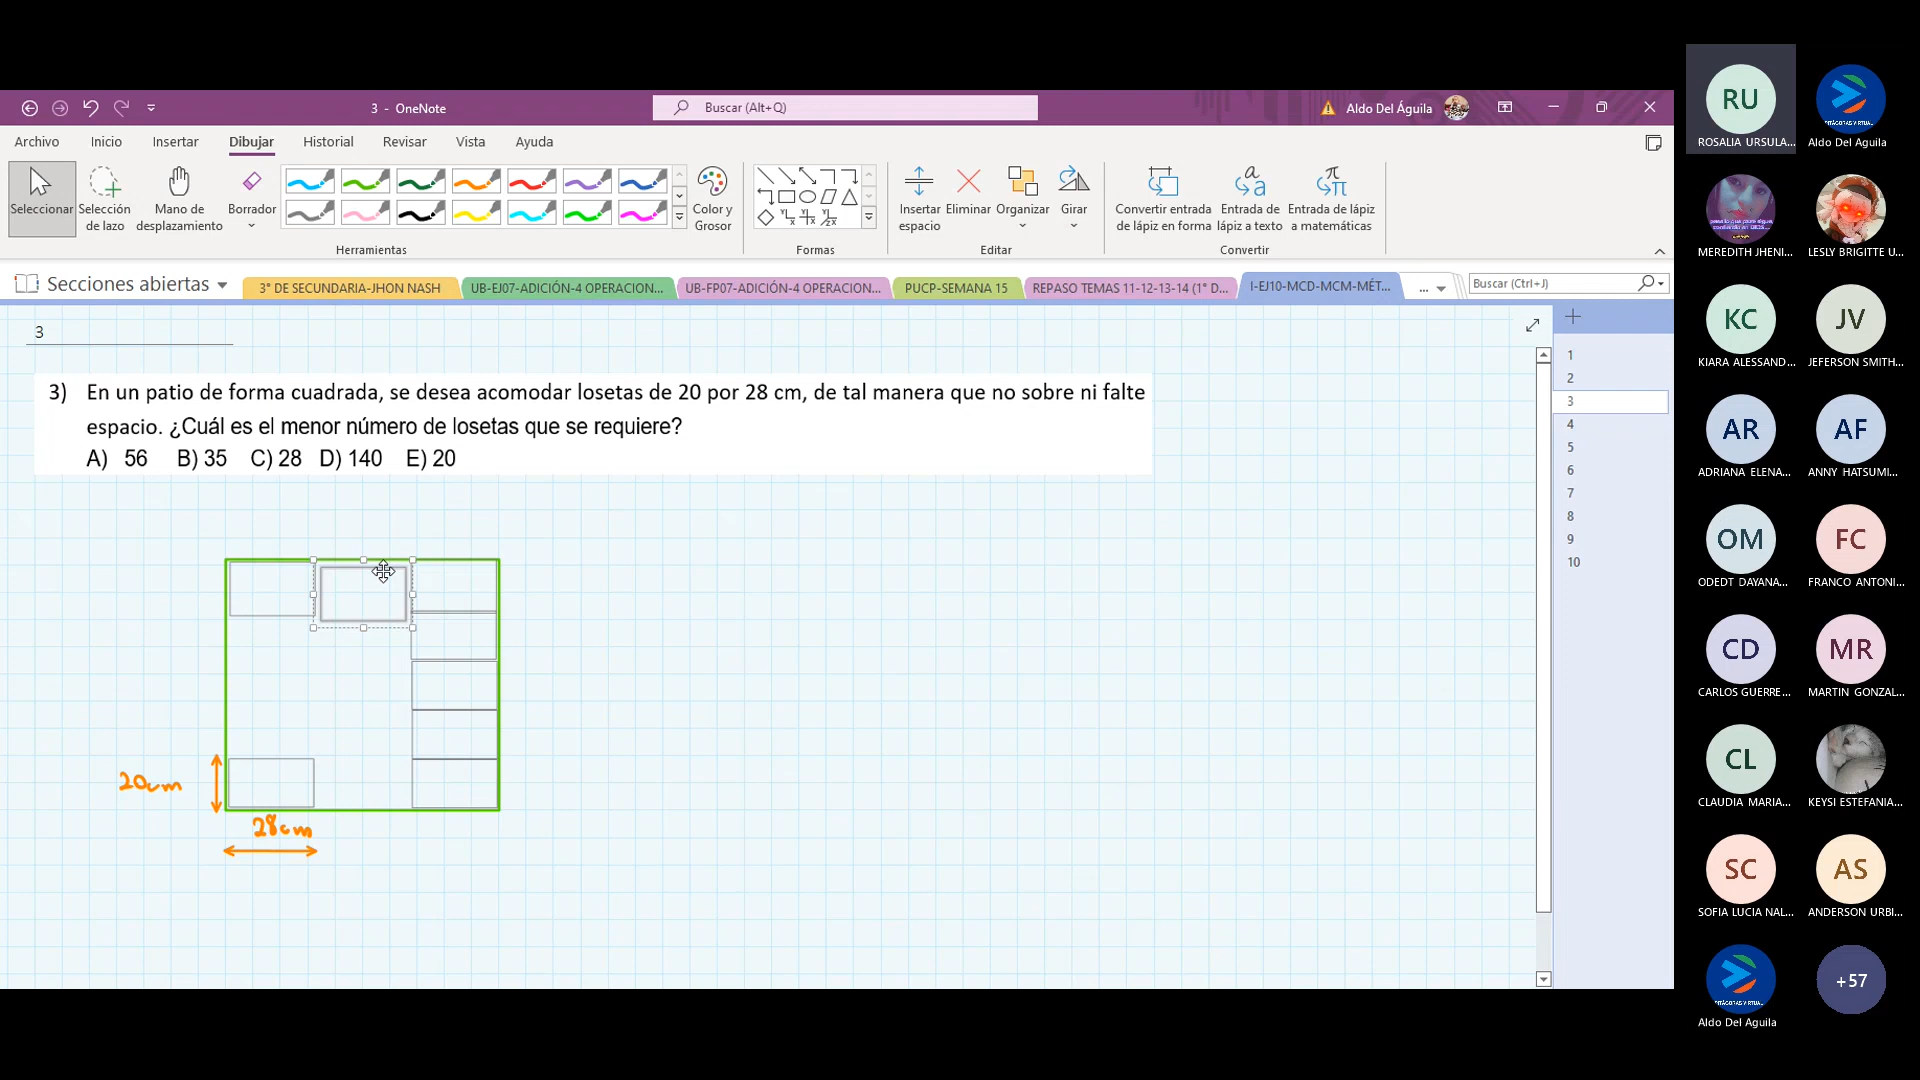 3 - OneNote
Buscar (Alt+Q)
Aldo Del Águila
Archivo Inicio Insertar Dibujar Historial Revisar Vista Ayuda
Seleccionar
Selección de lazo
Mano de desplazamiento
Borrador
Color y Grosor
Insertar espacio
Eliminar
Organizar
Girar
Convertir entrada de lápiz en forma
Entrada de lápiz a texto
Entrada de lápiz a matemáticas
Herramientas
Formas
Editar
Convertir
Secciones abiertas
3° DE SECUNDARIA-JHON NASH
UB-EJ07-ADICIÓN-4 OPERACION...
UB-FP07-ADICIÓN-4 OPERACION...
PUCP-SEMANA 15
REPASO TEMAS 11-12-13-14 (1° D...
I-EJ10-MCD-MCM-MÉT...
...
Buscar (Ctrl+J)
3
3) En un patio de forma cuadrada, se desea acomodar losetas de 20 por 28 cm, de tal manera que no sobre ni falte
espacio. ¿Cuál es el menor número de losetas que se requiere?
A) 56 B) 35 C) 28 D) 140 E) 20
20cm
28cm
1
2
3
4
5
6
7
8
9
10
RU
ROSALIA URSULA...
Aldo Del Aguila
MEREDITH JHENI...
LESLY BRIGITTE U...
KC
KIARA ALESSAND...
JV
JEFERSON SMITH...
AR
ADRIANA ELENA...
AF
ANNY HATSUMI...
OM
ODEDT DAYANA...
FC
FRANCO ANTONI...
CD
CARLOS GUERRE...
MR
MARTIN GONZAL...
CL
CLAUDIA MARIA...
KEYSI ESTEFANIA...
SC
SOFIA LUCIA NAL...
AS
ANDERSON URBI...
Aldo Del Aguila
+57